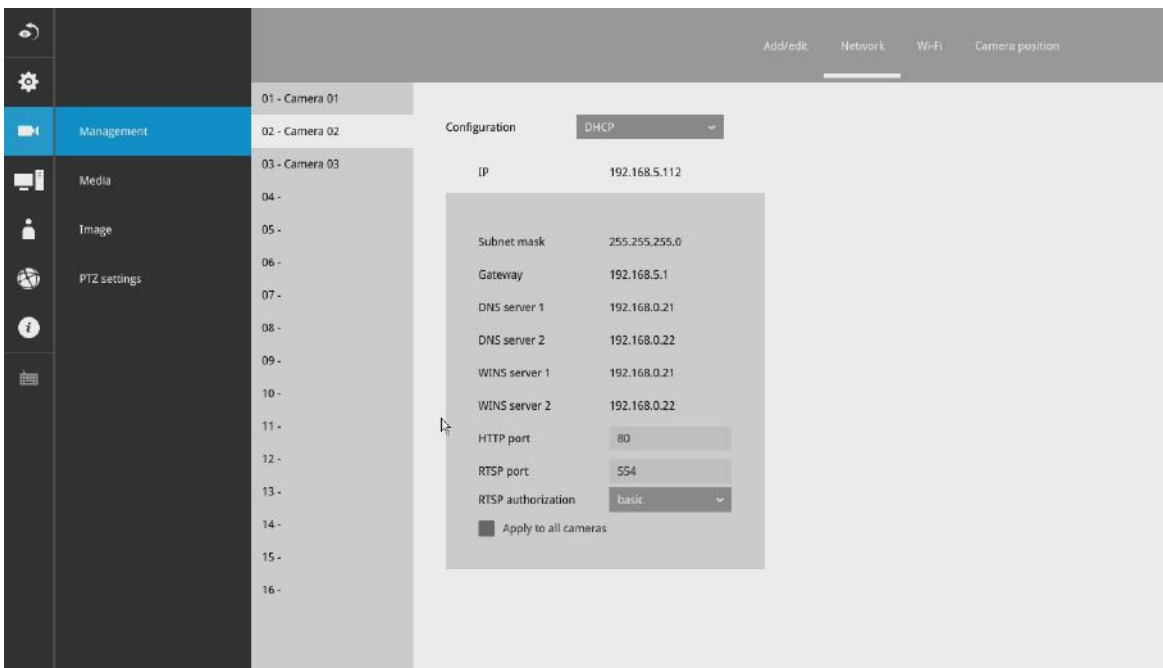 Add/edit Network Wi-Fi Camera position
Management
Media
Image
PTZ settings
01 - Camera 01
02 - Camera 02
03 - Camera 03
04 -
05 -
06 -
07 -
08 -
09 -
10 -
11 -
12 -
13 -
14 -
15 -
16 -
Configuration DHCP
IP 192.168.5.112
Subnet mask 255.255.255.0
Gateway 192.168.5.1
DNS server 1 192.168.0.21
DNS server 2 192.168.0.22
WINS server 1 192.168.0.21
WINS server 2 192.168.0.22
HTTP port 80
RTSP port 554
RTSP authorization basic
Apply to all cameras